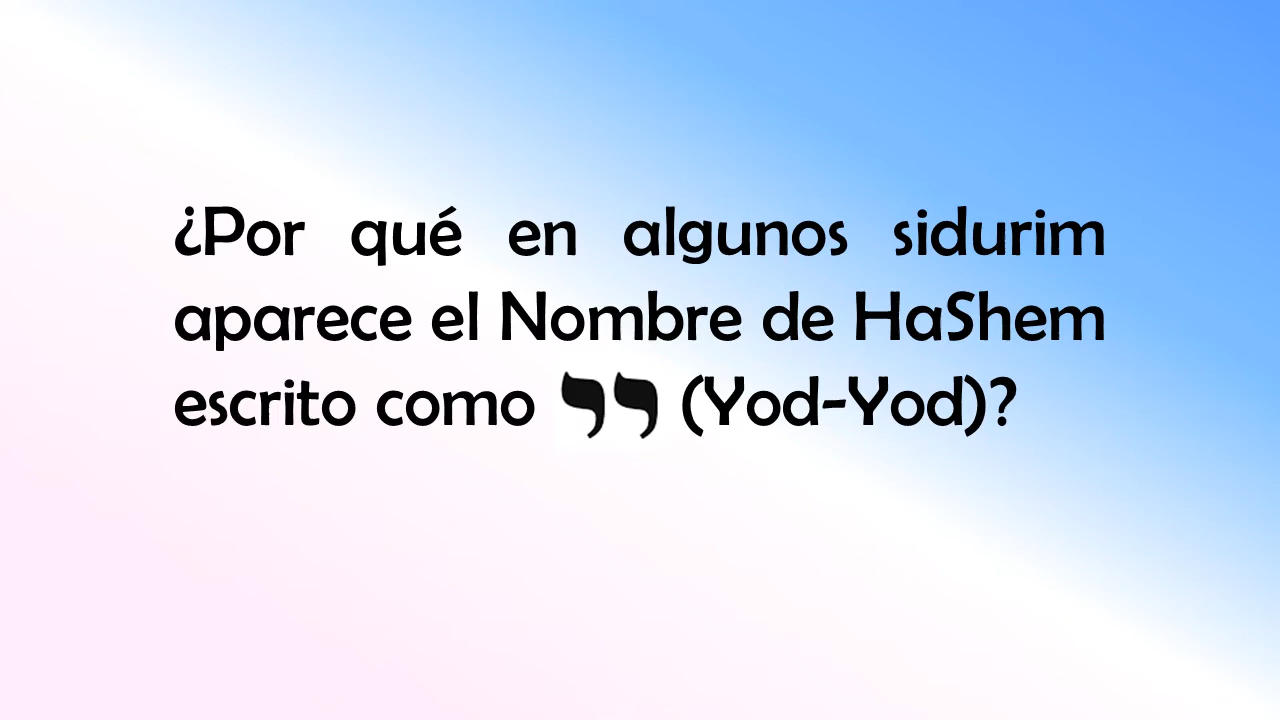 ¿Por qué en algunos sidurim
aparece el Nombre de HaShem
escrito como יי (Yod-Yod)?